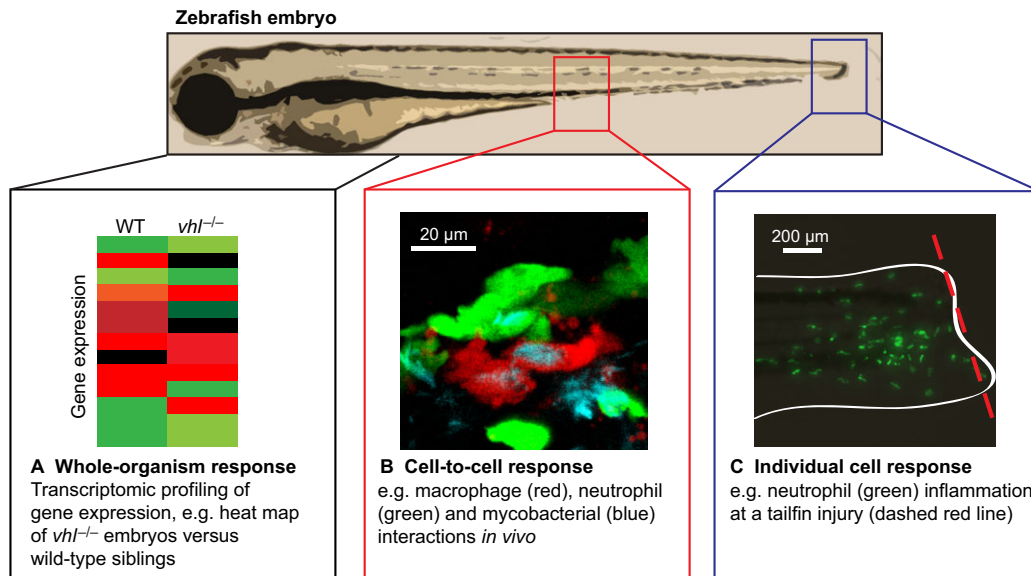 Zebrafish embryo
WT vhl–/–
Gene expression
A Whole-organism response
Transcriptomic profiling of
gene expression, e.g. heat map
of vhl–/– embryos versus
wild-type siblings
20 µm
B Cell-to-cell response
e.g. macrophage (red), neutrophil
(green) and mycobacterial (blue)
interactions in vivo
200 µm
C Individual cell response
e.g. neutrophil (green) inflammation
at a tailfin injury (dashed red line)